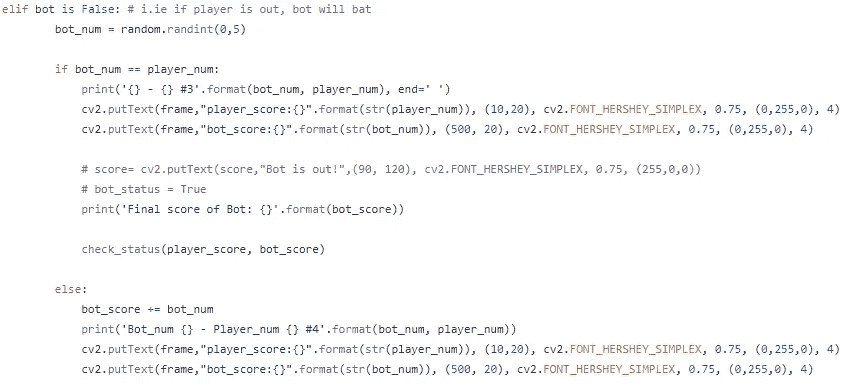 elif bot is False: # i.ie if player is out, bot will bat
bot_num = random.randint(0,5)
if bot_num == player_num:
print('{} - {} #3'.format(bot_num, player_num), end=' ')
cv2.putText(frame,"player_score:{}".format(str(player_num)), (10,20), cv2.FONT_HERSHEY_SIMPLEX, 0.75, (0,255,0), 4)
cv2.putText(frame,"bot_score:{}".format(str(bot_num)), (500, 20), cv2.FONT_HERSHEY_SIMPLEX, 0.75, (0,255,0), 4)
# score= cv2.putText(score,"Bot is out!",(90, 120), cv2.FONT_HERSHEY_SIMPLEX, 0.75, (255,0,0))
# bot_status = True
print('Final score of Bot: {}'.format(bot_score))
check_status(player_score, bot_score)
else:
bot_score += bot_num
print('Bot_num {} - Player_num {} #4'.format(bot_num, player_num))
cv2.putText(frame,"player_score:{}".format(str(player_num)), (10,20), cv2.FONT_HERSHEY_SIMPLEX, 0.75, (0,255,0), 4)
cv2.putText(frame,"bot_score:{}".format(str(bot_num)), (500, 20), cv2.FONT_HERSHEY_SIMPLEX, 0.75, (0,255,0), 4)